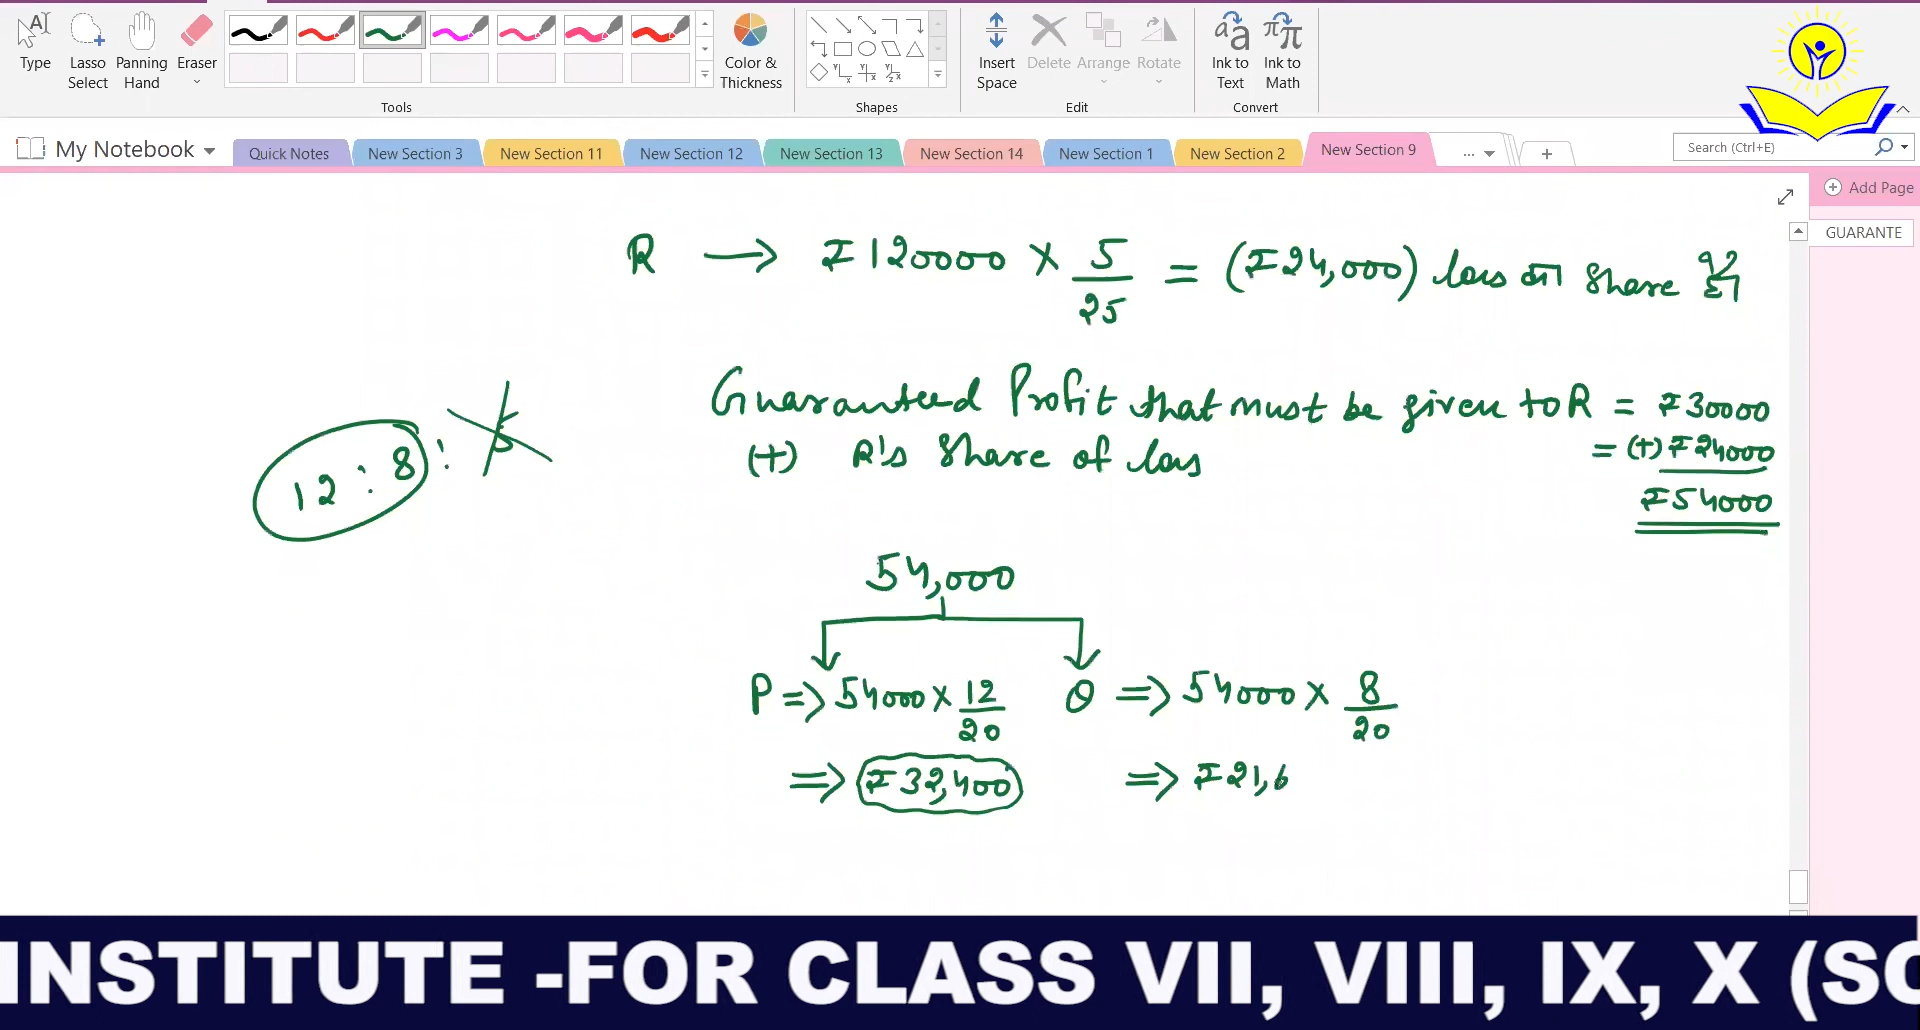 Type
Lasso Select
Panning Hand
Eraser
Color & Thickness
Insert Space
Delete
Arrange
Rotate
Ink to Text
Ink to Math
Tools
Shapes
Edit
Convert
My Notebook
Quick Notes
New Section 3
New Section 11
New Section 12
New Section 13
New Section 14
New Section 1
New Section 2
New Section 9
...
Search (Ctrl+E)
Add Page
GUARANTE
R → ₹120000 × 5/25 = (₹24,000) loss का share है
Guaranteed Profit that must be given to R = ₹30000
(+) R's Share of loss = (+) ₹24000
₹54000
12 : 8 : 5
54,000
P ⇒ 54000 × 12/20
Q ⇒ 54000 × 8/20
⇒ ₹32,400
⇒ ₹21,6
INSTITUTE -FOR CLASS VII, VIII, IX, X (SC